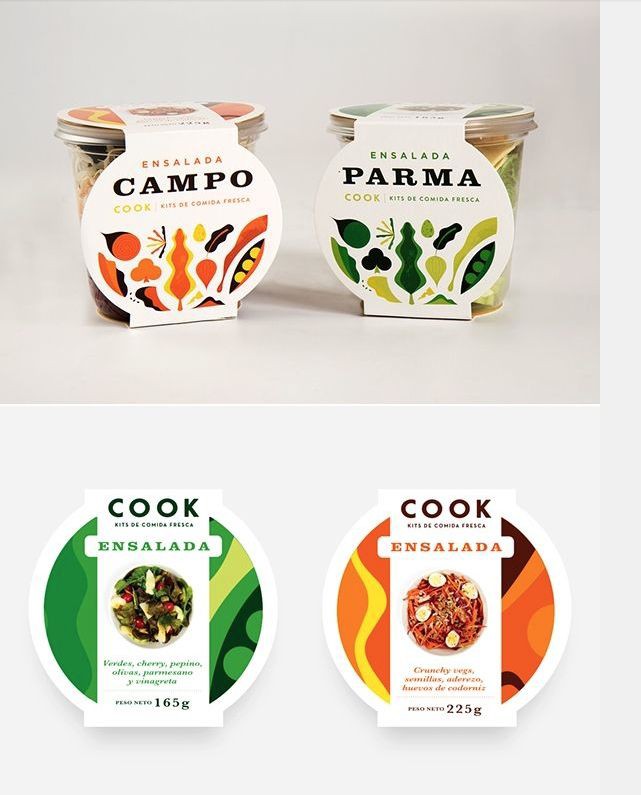 ENSALADA
CAMPO
COOK KITS DE COMIDA FRESCA
ENSALADA
PARMA
COOK KITS DE COMIDA FRESCA
COOK
KITS DE COMIDA FRESCA
ENSALADA
Verdes, cherry, pepino,
olivas, parmesano
y vinagreta
PESO NETO 165g
COOK
KITS DE COMIDA FRESCA
ENSALADA
Crunchy vegs,
semillas, aderezo,
huevos de codorniz
PESO NETO 225g